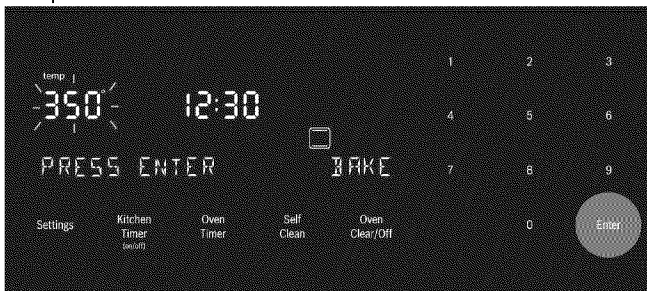 1 2 3
temp
350° 12:30
4 5 6
PRESS ENTER BAKE 7 8 9
Settings Kitchen Timer (on/off) Oven Timer Self Clean Oven Clear/Off 0 Enter